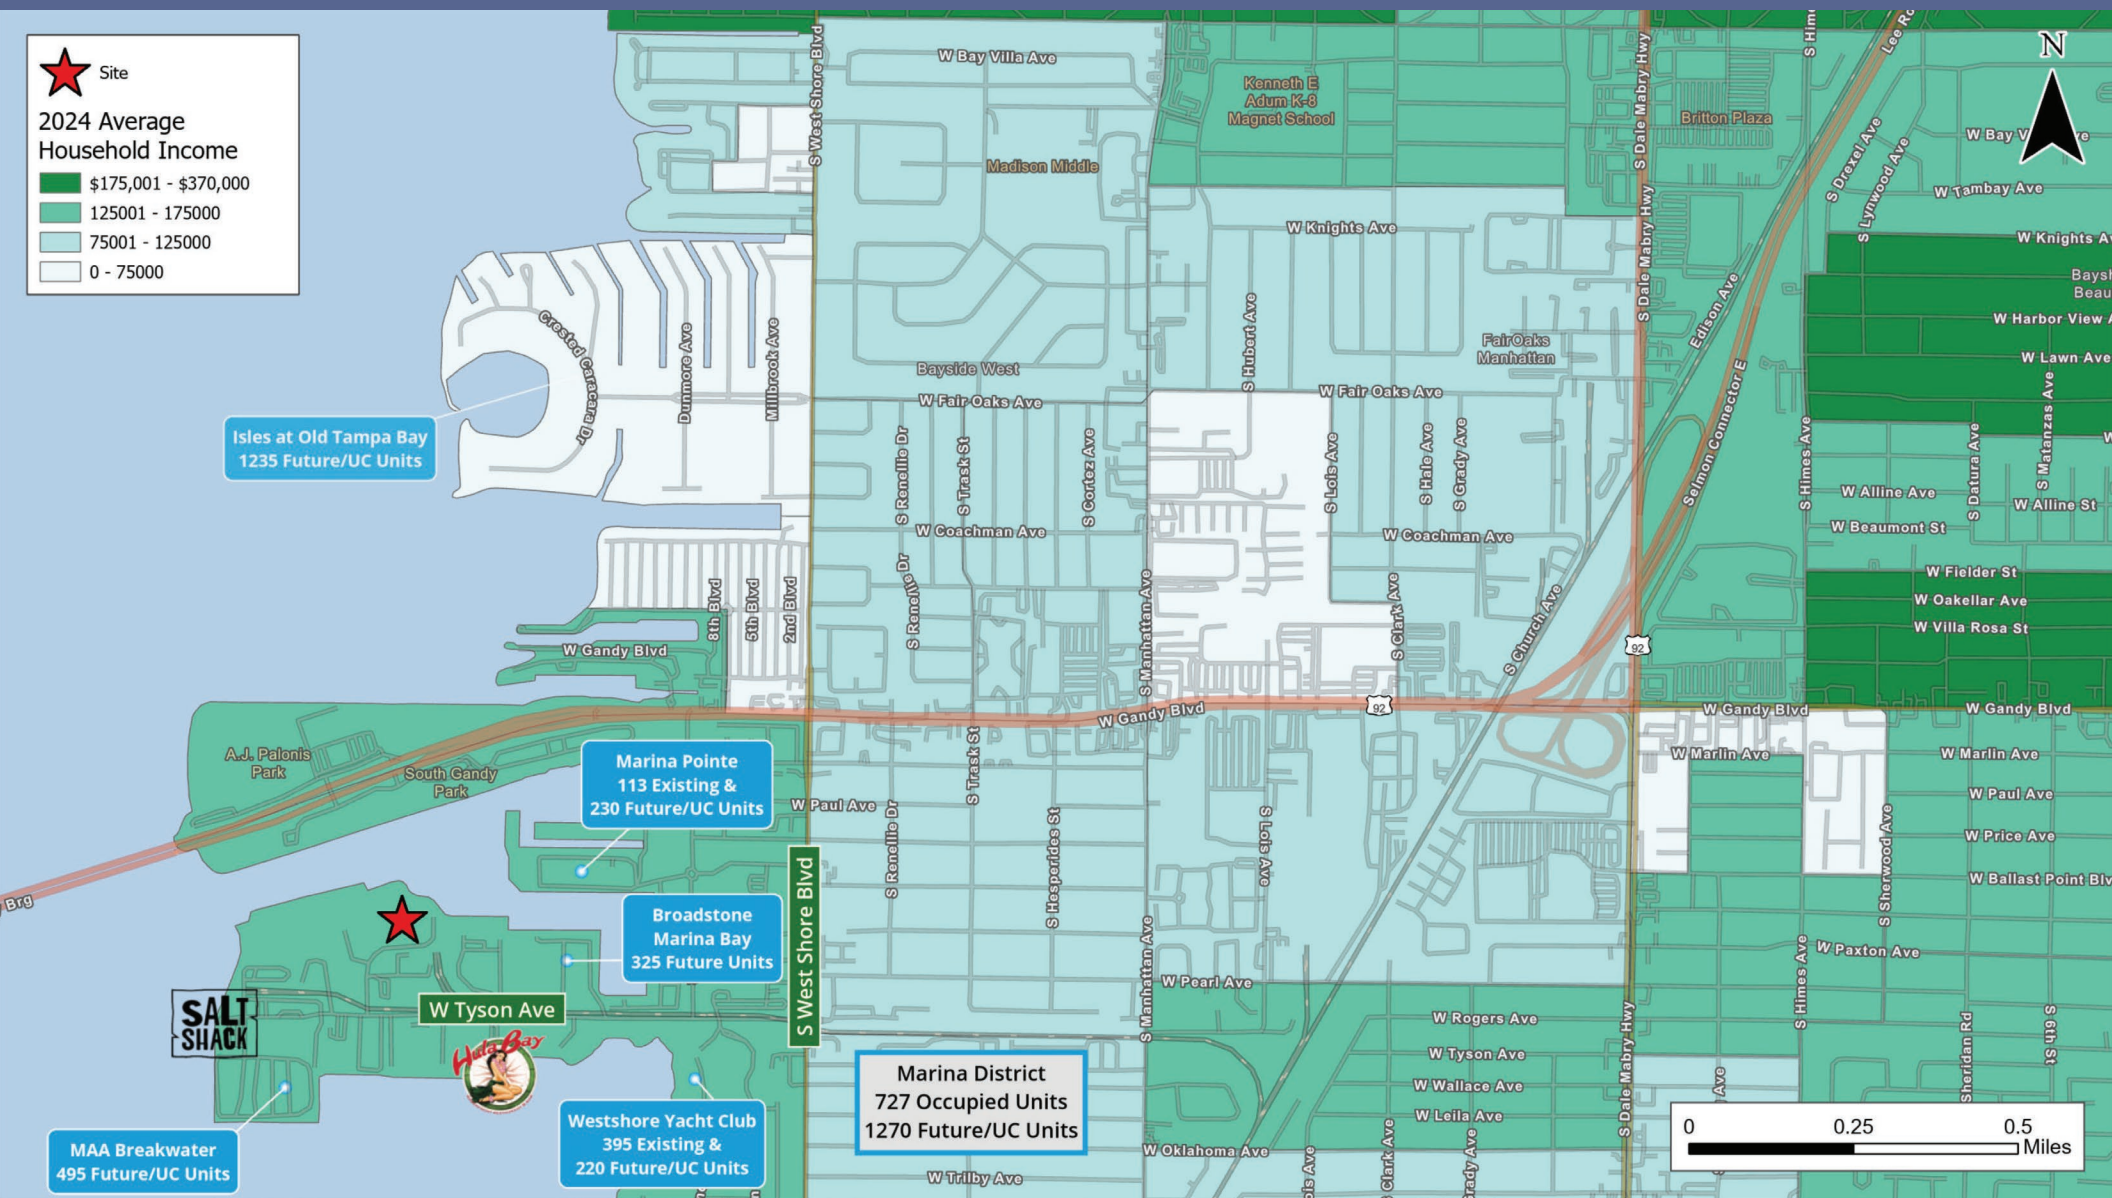 Site
2024 Average
Household Income
$175,001 - $370,000
125001 - 175000
75001 - 125000
0 - 75000
N
S West Shore Blvd
W Bay Villa Ave
Kenneth E
Adum K-8
Magnet School
Madison Middle
S Dale Mabry Hwy
Britton Plaza
S Drexel Ave
S Lynwood Ave
W Tambay Ave
W Knights Ave
S Dale Mabry Hwy
Edison Ave
W Harbor View
W Lawn Ave
S Hubert Ave
FairOaks
Manhattan
Crested Caracara Dr
Dunmore Ave
Millbrook Ave
Bayside West
W Fair Oaks Ave
W Fair Oaks Ave
Selmon Connector E
S Matanzas Ave
Isles at Old Tampa Bay
1235 Future/UC Units
S Renellie Dr
S Trask St
S Cortez Ave
S Lois Ave
S Hale Ave
S Grady Ave
S Himes Ave
S Datura Ave
W Alline Ave
W Alline St
W Beaumont St
W Coachman Ave
W Coachman Ave
8th Blvd
5th Blvd
2nd Blvd
S Renellie Dr
S Manhattan Ave
S Clark Ave
S Church Ave
W Fielder St
W Oakellar Ave
W Villa Rosa St
92
W Gandy Blvd
W Gandy Blvd
92
W Gandy Blvd
W Gandy Blvd
A.J. Palonis
Park
South Gandy
Park
Marina Pointe
113 Existing &
230 Future/UC Units
W Marlin Ave
W Marlin Ave
W Paul Ave
S Trask St
W Paul Ave
S Renellie Dr
S Hesperides St
S Lois Ave
S Sherwood Ave
W Price Ave
W Ballast Point Blv
Brg
Broadstone
Marina Bay
325 Future Units
S West Shore Blvd
S Manhattan Ave
W Pearl Ave
S Himes Ave
W Paxton Ave
SALT
SHACK
W Tyson Ave
Hula Bay
W Rogers Ave
W Tyson Ave
W Wallace Ave
W Leila Ave
S Dale Mabry Hwy
Sheridan Rd
S 6th St
Marina District
727 Occupied Units
1270 Future/UC Units
Westshore Yacht Club
395 Existing &
220 Future/UC Units
MAA Breakwater
495 Future/UC Units
W Oklahoma Ave
W Trilby Ave
S Clark Ave
rady Ave
0 0.25 0.5
Miles